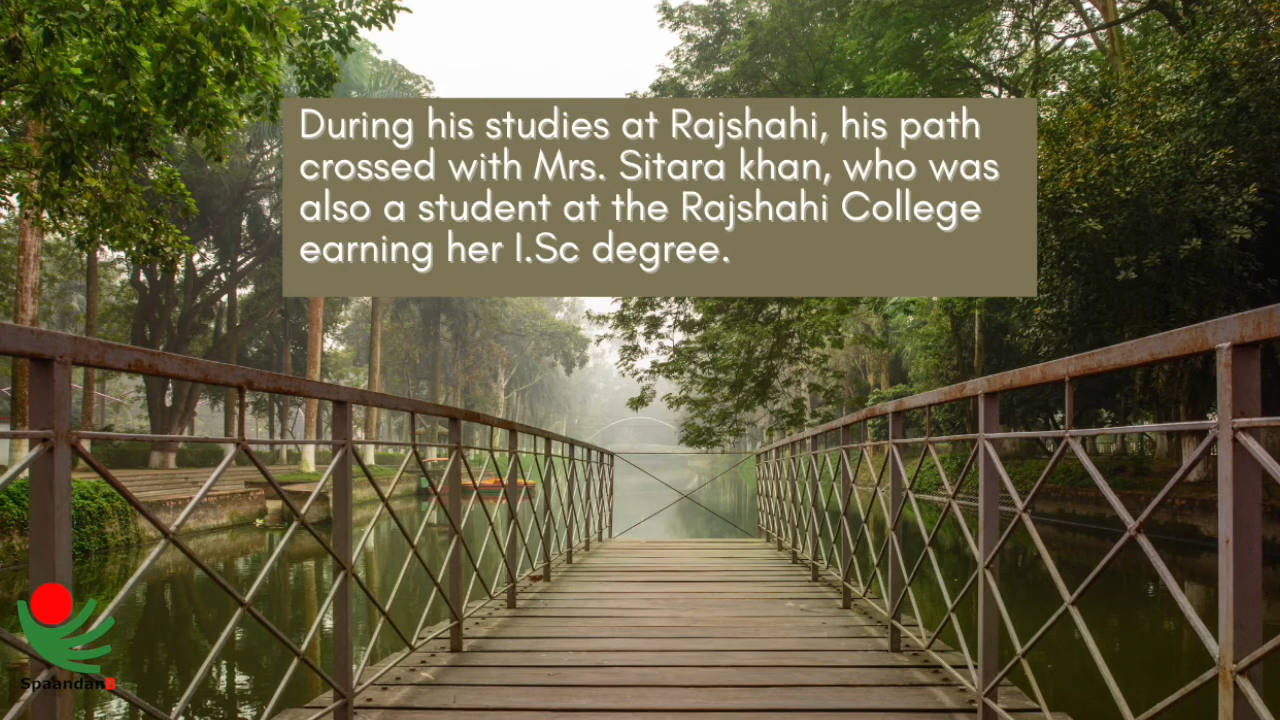 During his studies at Rajshahi, his path
crossed with Mrs. Sitara khan, who was
also a student at the Rajshahi College
earning her I.Sc degree.
SpaandanB